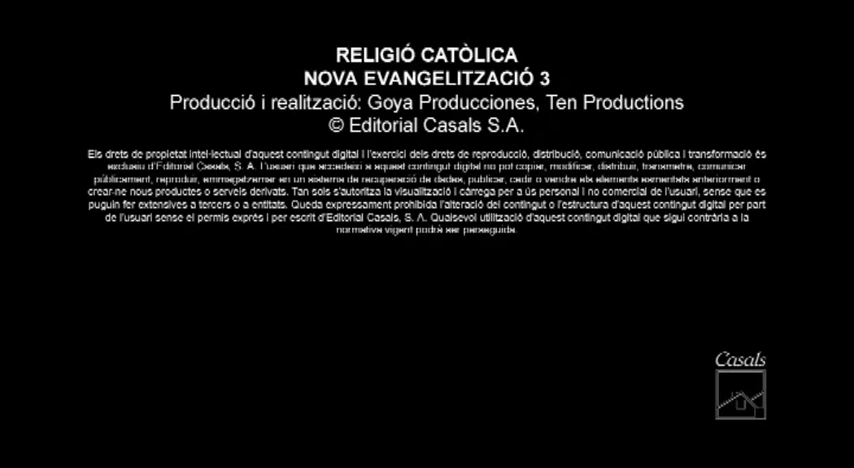 RELIGIÓ CATÒLICA
NOVA EVANGELITZACIÓ 3
Producció i realització: Goya Producciones, Ten Productions
© Editorial Casals S.A.
Els drets de propietat intel·lectual d'aquest contingut digital i l'exercici dels drets de reproducció, distribució, comunicació pública i transformació és
exclusiu d'Editorial Casals, S. A. L'usuari que accedeixi a aquest contingut digital no pot copiar, modificar, distribuir, transmetre, comunicar
públicament, reproduir, emmagatzemar en un sistema de recuperació de dades, publicar, cedir o vendre els elements esmentats anteriorment o
crear-ne nous productes o serveis derivats. Tan sols s'autoritza la visualització i càrrega per a ús personal i no comercial de l'usuari, sense que es
puguin fer extensives a tercers o a entitats. Queda expressament prohibida l'alteració del contingut o l'estructura d'aquest contingut digital per part
de l'usuari sense el permís exprés i per escrit d'Editorial Casals, S. A. Qualsevol utilització d'aquest contingut digital que sigui contrària a la
normativa vigent podrà ser perseguida.
Casals